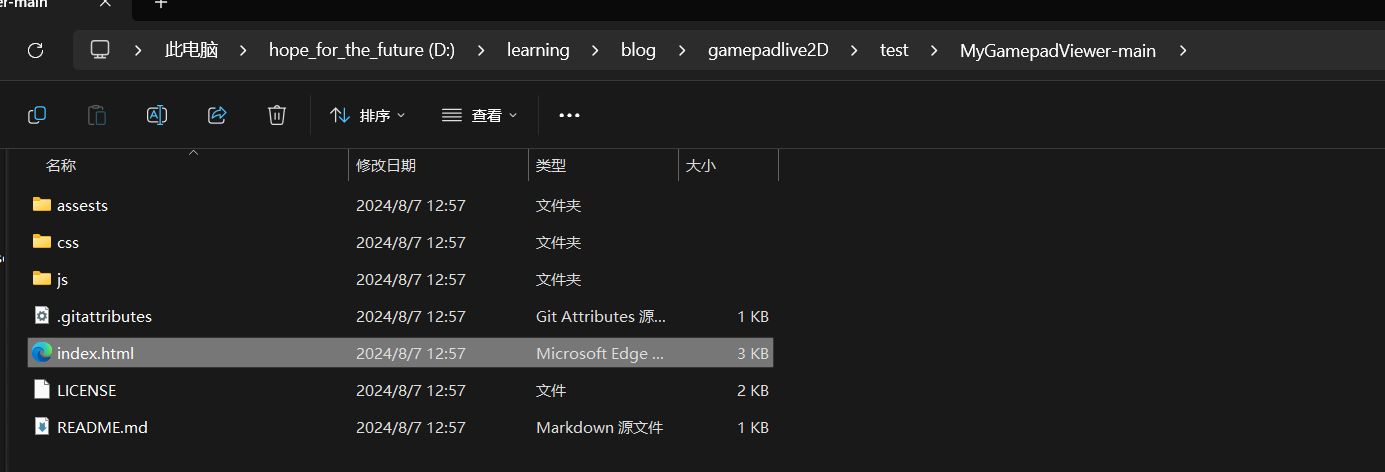 er-main
此电脑 hope_for_the_future (D:) learning blog gamepadlive2D test MyGamepadViewer-main
排序 查看
名称 修改日期 类型 大小
assests 2024/8/7 12:57 文件夹
css 2024/8/7 12:57 文件夹
js 2024/8/7 12:57 文件夹
.gitattributes 2024/8/7 12:57 Git Attributes 源... 1 KB
index.html 2024/8/7 12:57 Microsoft Edge ... 3 KB
LICENSE 2024/8/7 12:57 文件 2 KB
README.md 2024/8/7 12:57 Markdown 源文件 1 KB